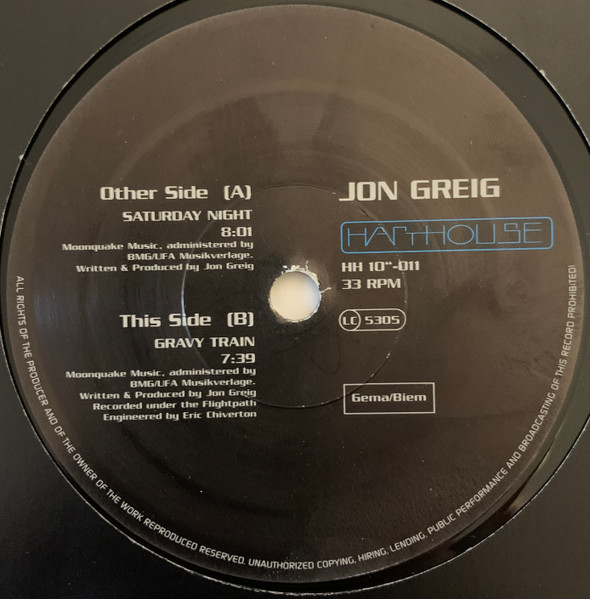 Other Side (A)
SATURDAY NIGHT
8:01
Moonquake Music, administered by
BMG/UFA Musikverlage.
Written & Produced by Jon Greig
This Side (B)
GRAVY TRAIN
7:39
Moonquake Music, administered by
BMG/UFA Musikverlage.
Written & Produced by Jon Greig
Recorded under the Flightpath
Engineered by Eric Chiverton
JON GREIG
HARTHOUSE
HH 10"-011
33 RPM
LC 5305
Gema/Biem
ALL RIGHTS OF THE PRODUCER AND OF THE OWNER OF THE WORK REPRODUCED RESERVED. UNAUTHORIZED COPYING, HIRING, LENDING, PUBLIC PERFORMANCE AND BROADCASTING OF THIS RECORD PROHIBITED!